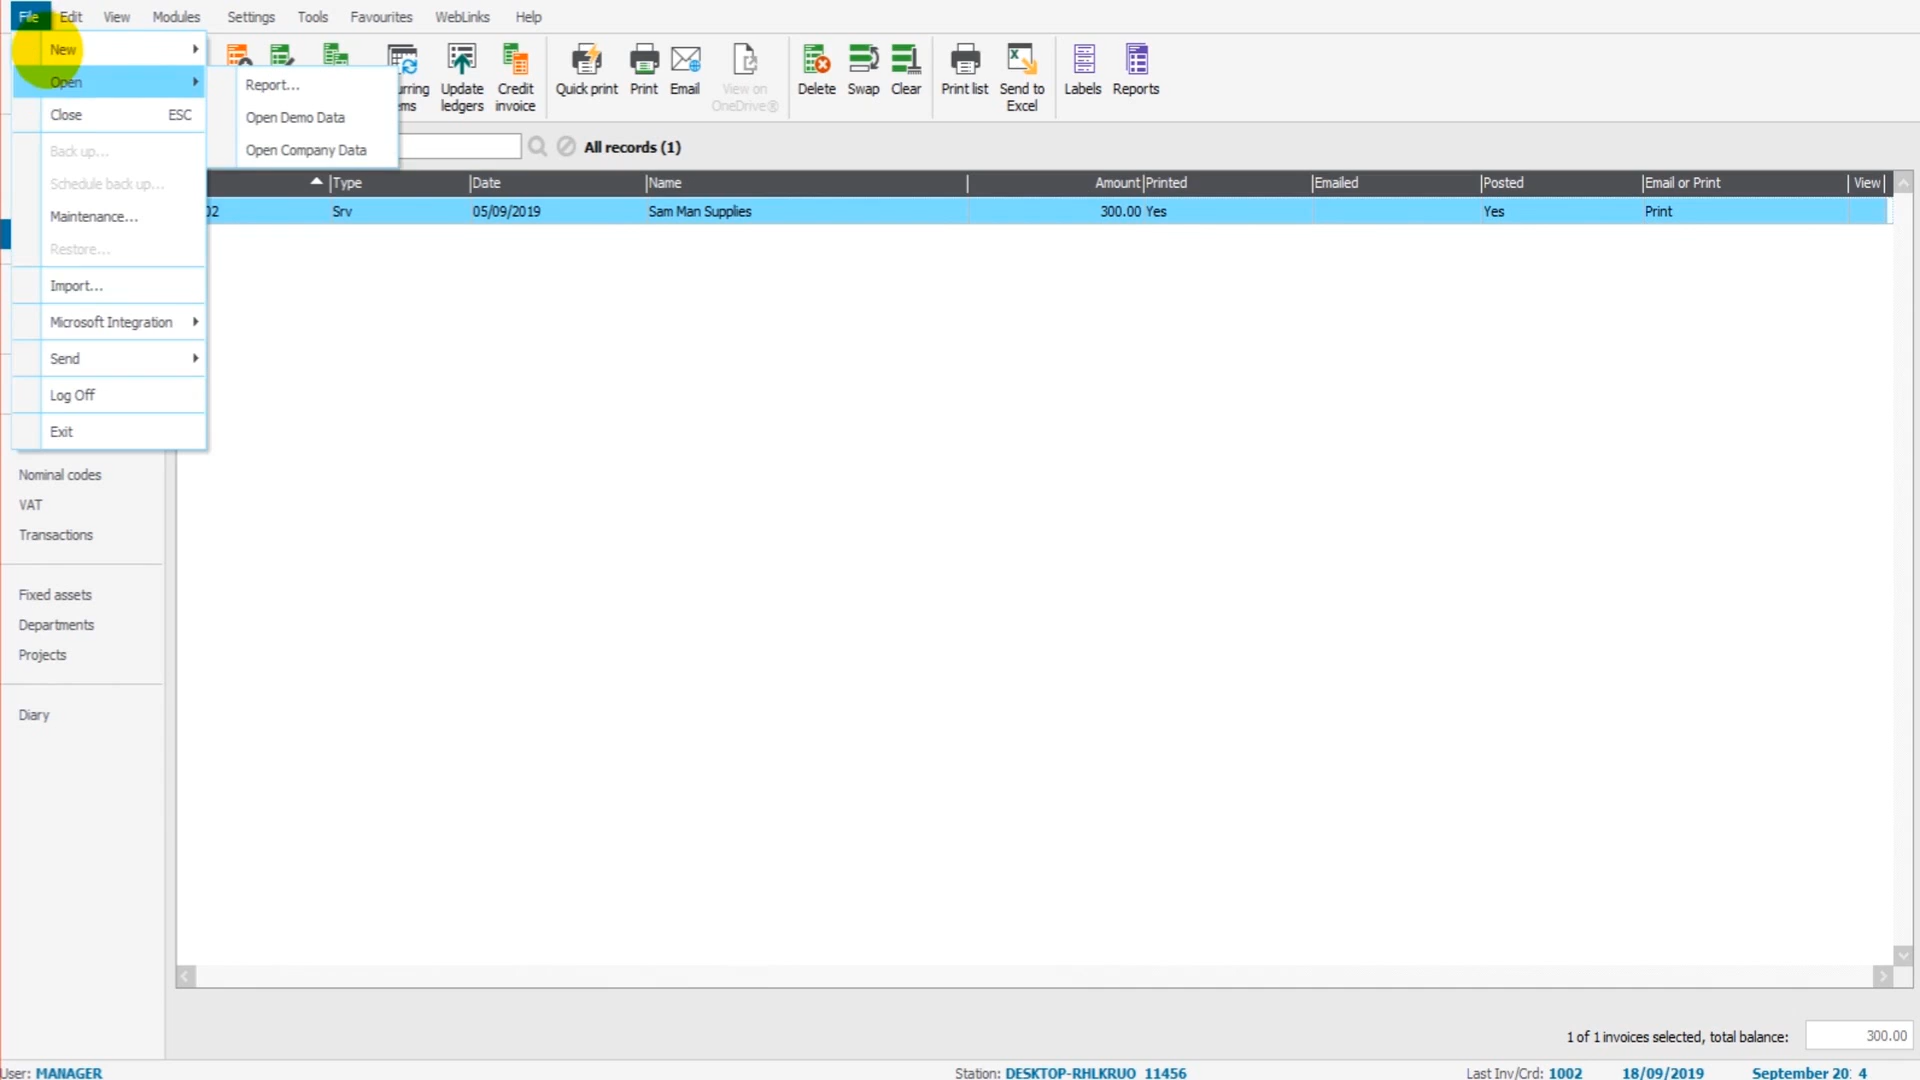 File Edit View Modules Settings Tools Favourites WebLinks Help
New
Open
Close ESC
Back up...
Schedule back up...
Maintenance...
Restore...
Import...
Microsoft Integration
Send
Log Off
Exit
Report...
Open Demo Data
Open Company Data
Update
ledgers
Credit
invoice
Quick print
Print
Email
View on
OneDrive®
Delete
Swap
Clear
Print list
Send to
Excel
Labels
Reports
All records (1)
Type Date Name Amount Printed Emailed Posted Email or Print View
02 Srv 05/09/2019 Sam Man Supplies 300.00 Yes Yes Print
Nominal codes
VAT
Transactions
Fixed assets
Departments
Projects
Diary
1 of 1 invoices selected, total balance: 300.00
User: MANAGER Station: DESKTOP-RHLKRUO 11456 Last Inv/Crd: 1002 18/09/2019 September